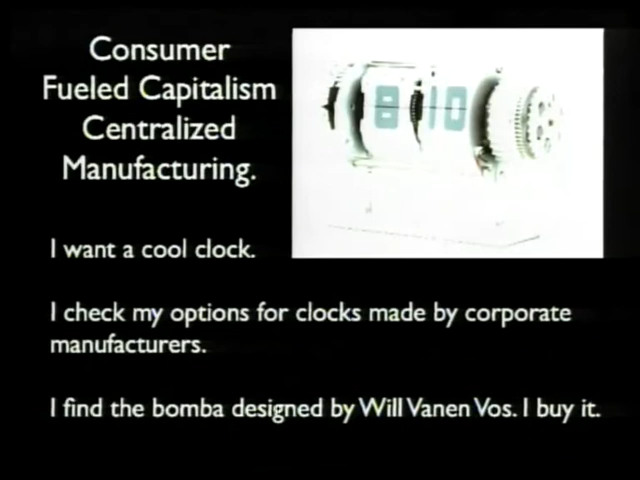 Consumer
Fueled Capitalism
Centralized
Manufacturing.
8 10
I want a cool clock.
I check my options for clocks made by corporate
manufacturers.
I find the bomba designed by Will Vanen Vos. I buy it.